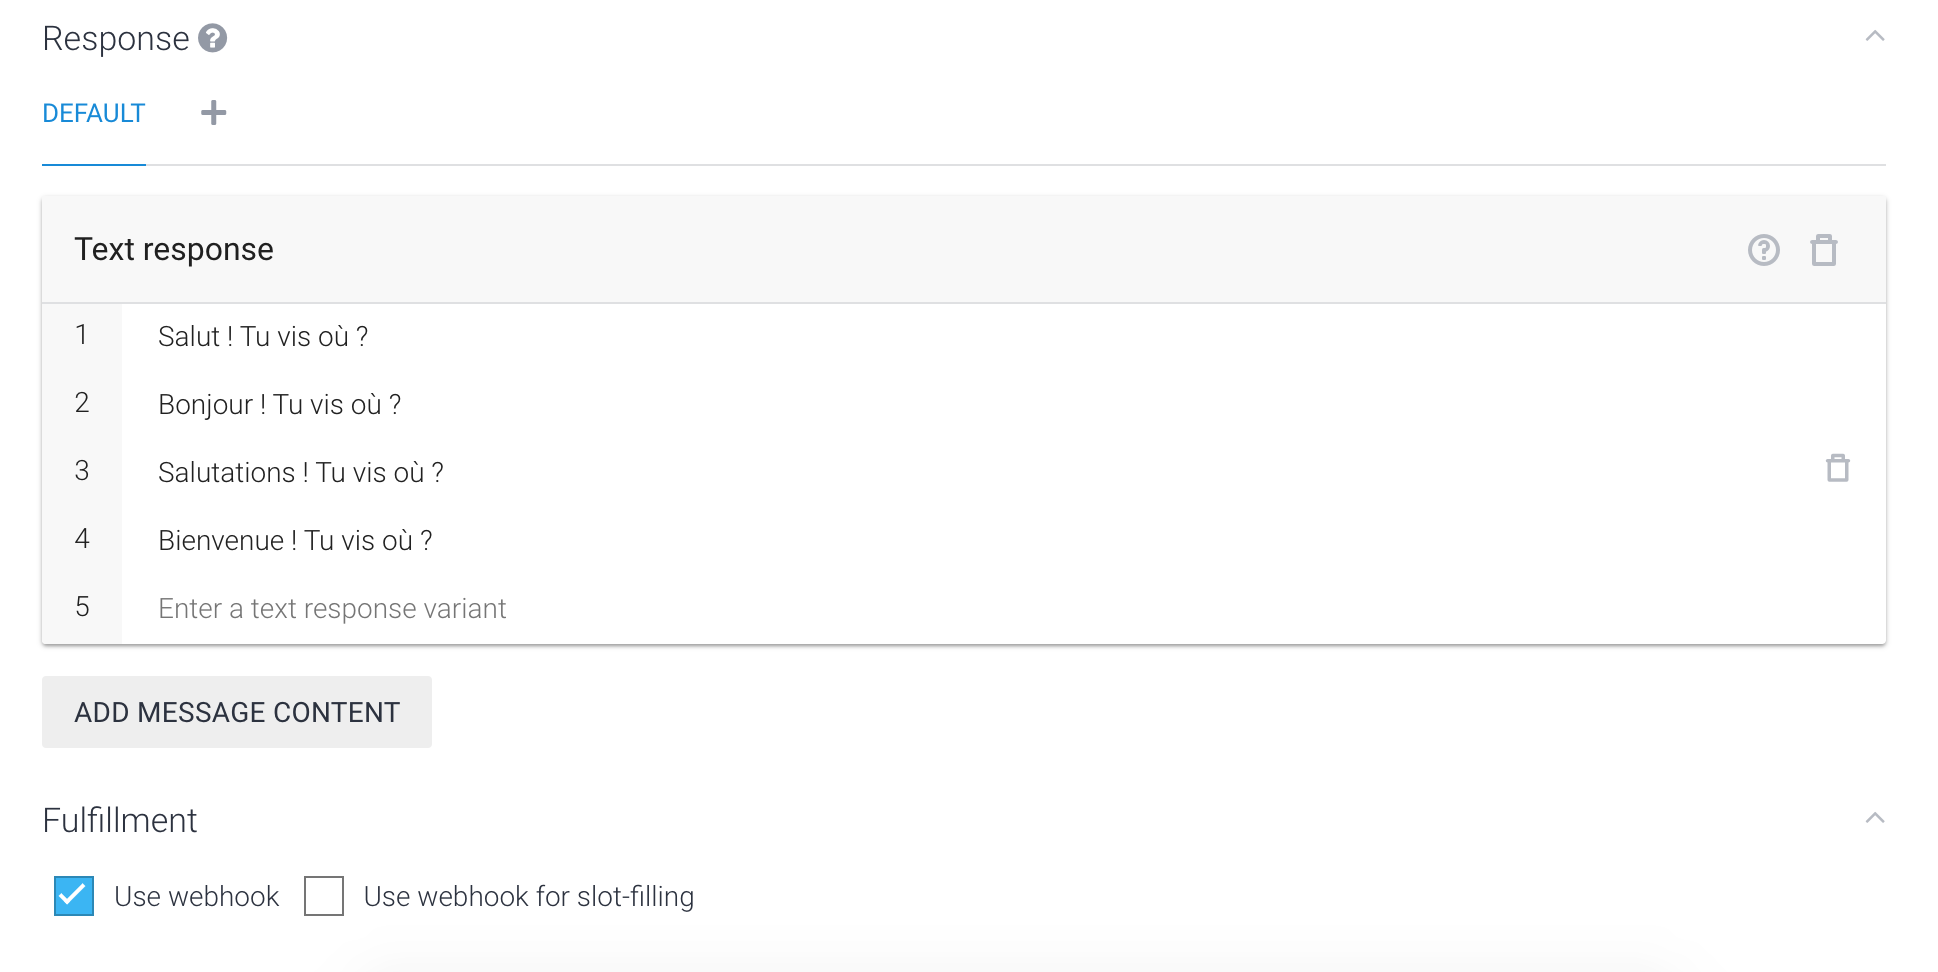 Response
DEFAULT
Text response
1 Salut ! Tu vis où ?
2 Bonjour ! Tu vis où ?
3 Salutations ! Tu vis où ?
4 Bienvenue ! Tu vis où ?
5 Enter a text response variant
ADD MESSAGE CONTENT
Fulfillment
Use webhook Use webhook for slot-filling